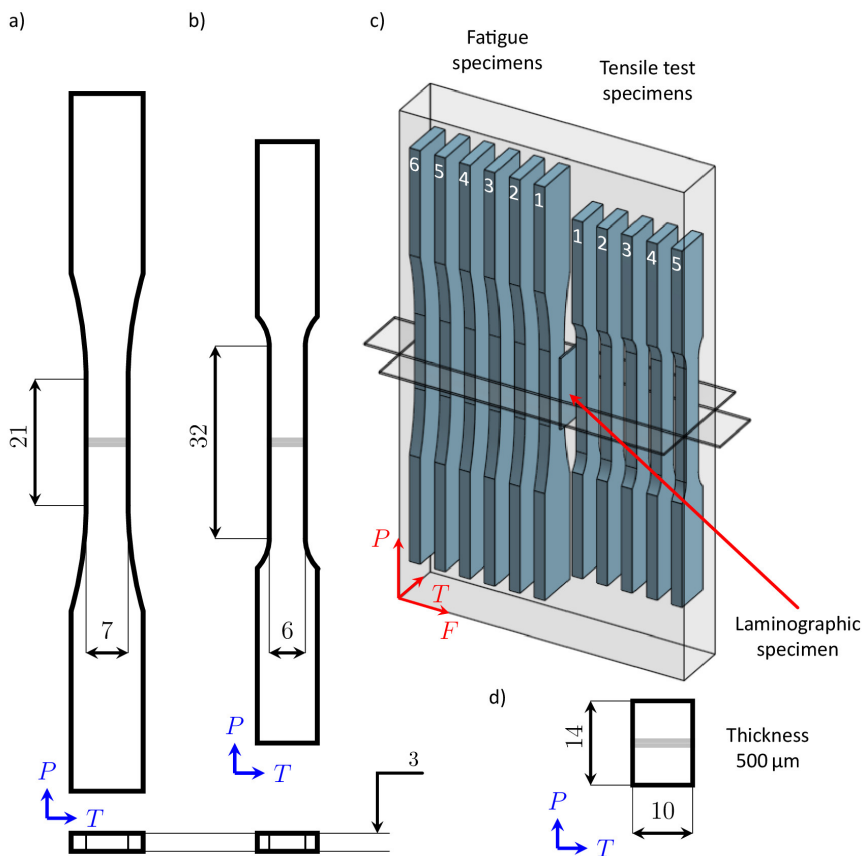 a)
b)
c)
Fatigue
specimens
Tensile test
specimens
6
5
4
3
2
1
1
2
3
4
5
21
32
7
6
P
T
F
Laminographic
specimen
d)
P
T
P
T
3
14
10
Thickness
500 µm
P
T